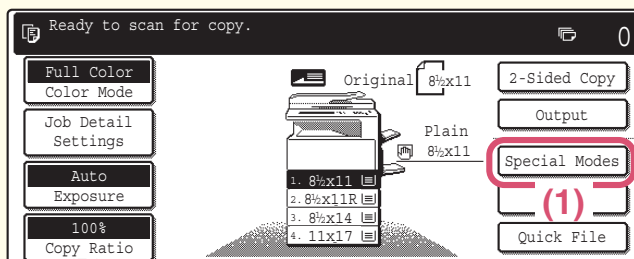 Ready to scan for copy.
0
Full Color
Color Mode
Original
8½x11
2-Sided Copy
Job Detail
Settings
Output
Plain
8½x11
Special Modes
Auto
Exposure
1. 8½x11
(1)
2. 8½x11R
3. 8½x14
100%
Copy Ratio
4. 11x17
Quick File